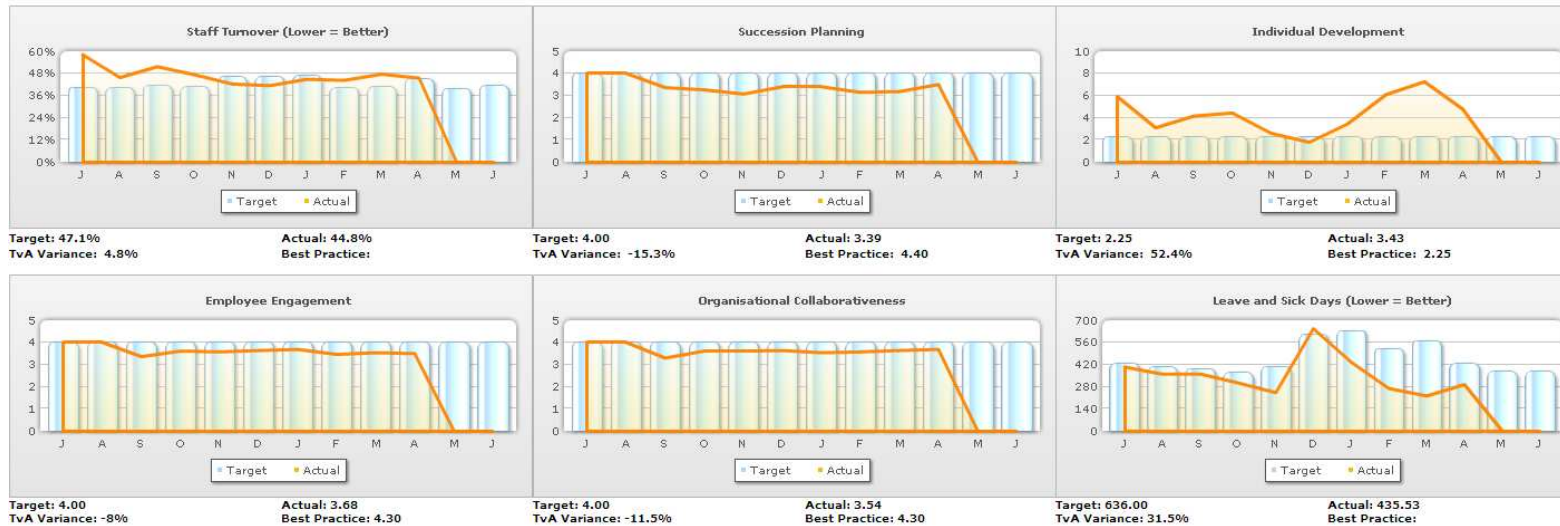 Staff Turnover (Lower = Better)
60%
48%
36%
24%
12%
0%
J A S O N D J F M A M J
Target Actual
Target: 47.1% Actual: 44.8%
TvA Variance: 4.8% Best Practice:
Succession Planning
5
4
3
2
1
0
J A S O N D J F M A M J
Target Actual
Target: 4.00 Actual: 3.39
TvA Variance: -15.3% Best Practice: 4.40
Individual Development
10
8
6
4
2
0
J A S O N D J F M A M J
Target Actual
Target: 2.25 Actual: 3.43
TvA Variance: 52.4% Best Practice: 2.25
Employee Engagement
5
4
3
2
1
0
J A S O N D J F M A M J
Target Actual
Target: 4.00 Actual: 3.68
TvA Variance: -8% Best Practice: 4.30
Organisational Collaborativeness
5
4
3
2
1
0
J A S O N D J F M A M J
Target Actual
Target: 4.00 Actual: 3.54
TvA Variance: -11.5% Best Practice: 4.30
Leave and Sick Days (Lower = Better)
700
560
420
280
140
0
J A S O N D J F M A M J
Target Actual
Target: 636.00 Actual: 435.53
TvA Variance: 31.5% Best Practice: